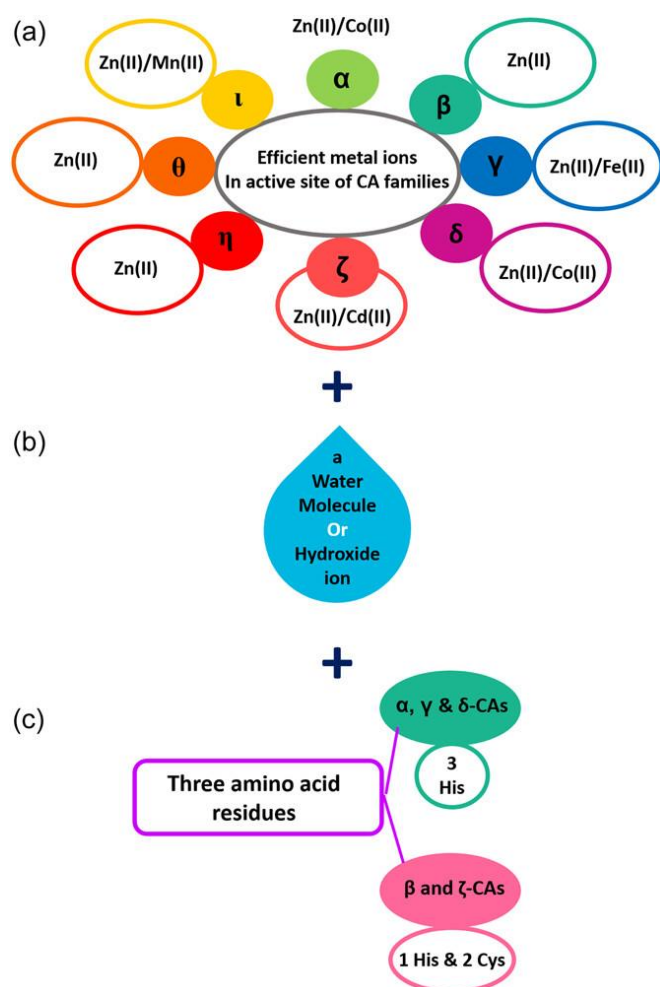 (a)
Zn(II)/Co(II)
Zn(II)/Mn(II)
Zn(II)
ι
α
β
Zn(II)
θ
Efficient metal ions
In active site of CA families
γ
Zn(II)/Fe(II)
Zn(II)
η
ζ
δ
Zn(II)/Co(II)
Zn(II)/Cd(II)
+
(b)
a
Water
Molecule
Or
Hydroxide
ion
+
(c)
α, γ & δ-CAs
3
His
Three amino acid
residues
β and ζ-CAs
1 His & 2 Cys